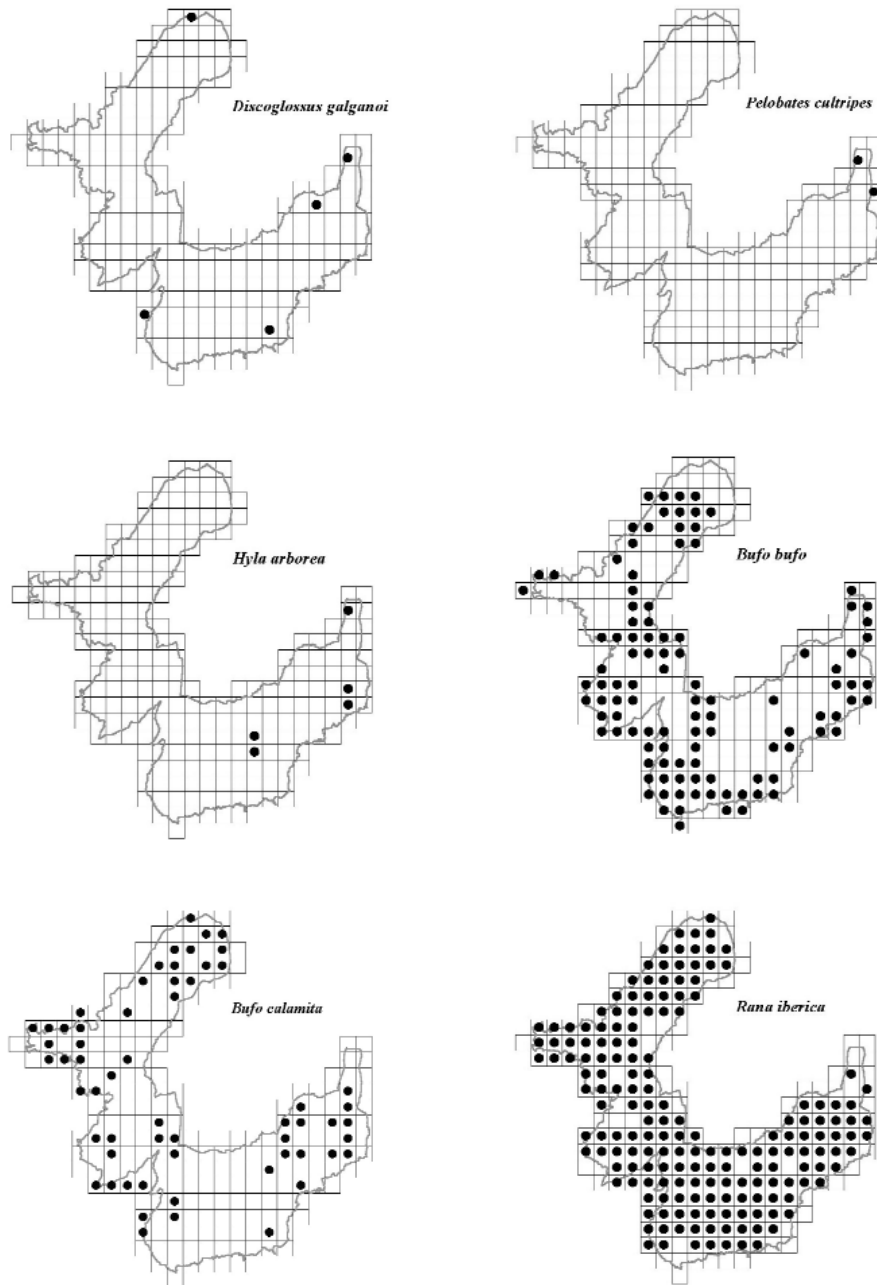 Discoglossus galganoi
Pelobates cultripes
Hyla arborea
Bufo bufo
Bufo calamita
Rana iberica